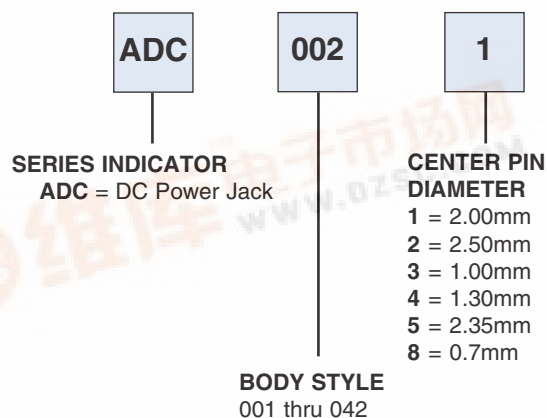 ADC 002 1
SERIES INDICATOR
ADC = DC Power Jack
CENTER PIN
DIAMETER
1 = 2.00mm
2 = 2.50mm
3 = 1.00mm
4 = 1.30mm
5 = 2.35mm
8 = 0.7mm
BODY STYLE
001 thru 042